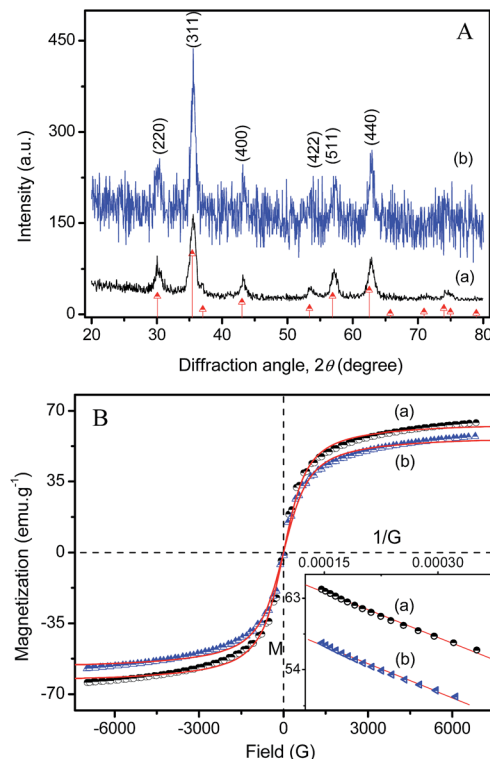 A
450
300
150
0
Intensity (a.u.)
(220)
(311)
(400)
(422)
(511)
(440)
(b)
(a)
20 30 40 50 60 70 80
Diffraction angle, 2θ (degree)
B
70
35
0
-35
-70
Magnetization (emu.g⁻¹)
(a)
(b)
1/G
0.00015 0.00030
63
54
M
(a)
(b)
-6000 -3000 0 3000 6000
Field (G)